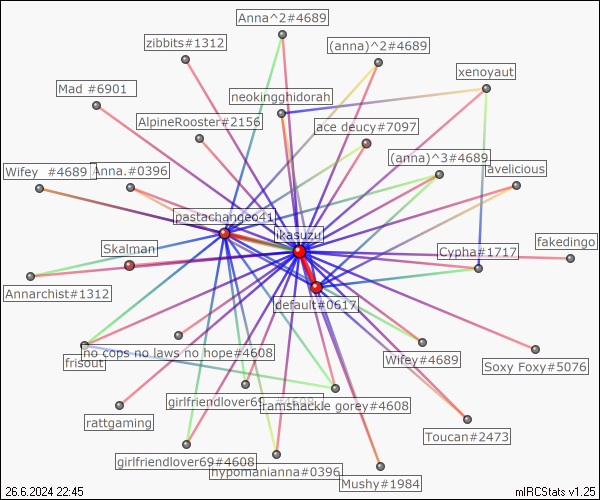 Anna^2#4689
zibbits#1312
(anna)^2#4689
xenoyaut
Mad #6901
neokingghidorah
AlpineRooster#2156
ace deucy#7097
(anna)^3#4689
avelicious
Wifey  #4689
Anna.#0396
pastachangeo41
ikasuzu
fakedingo
Skalman
Cypha#1717
Annarchist#1312
default#0617
no cops no laws no hope#4608
frisout
Wifey#4689
Soxy Foxy#5076
girlfriendlover69
ramshackle gorey#4608
rattgaming
Toucan#2473
girlfriendlover69#4608
hypomanianna#0396
Mushy#1984
26.6.2024 22:45
mIRCStats v1.25